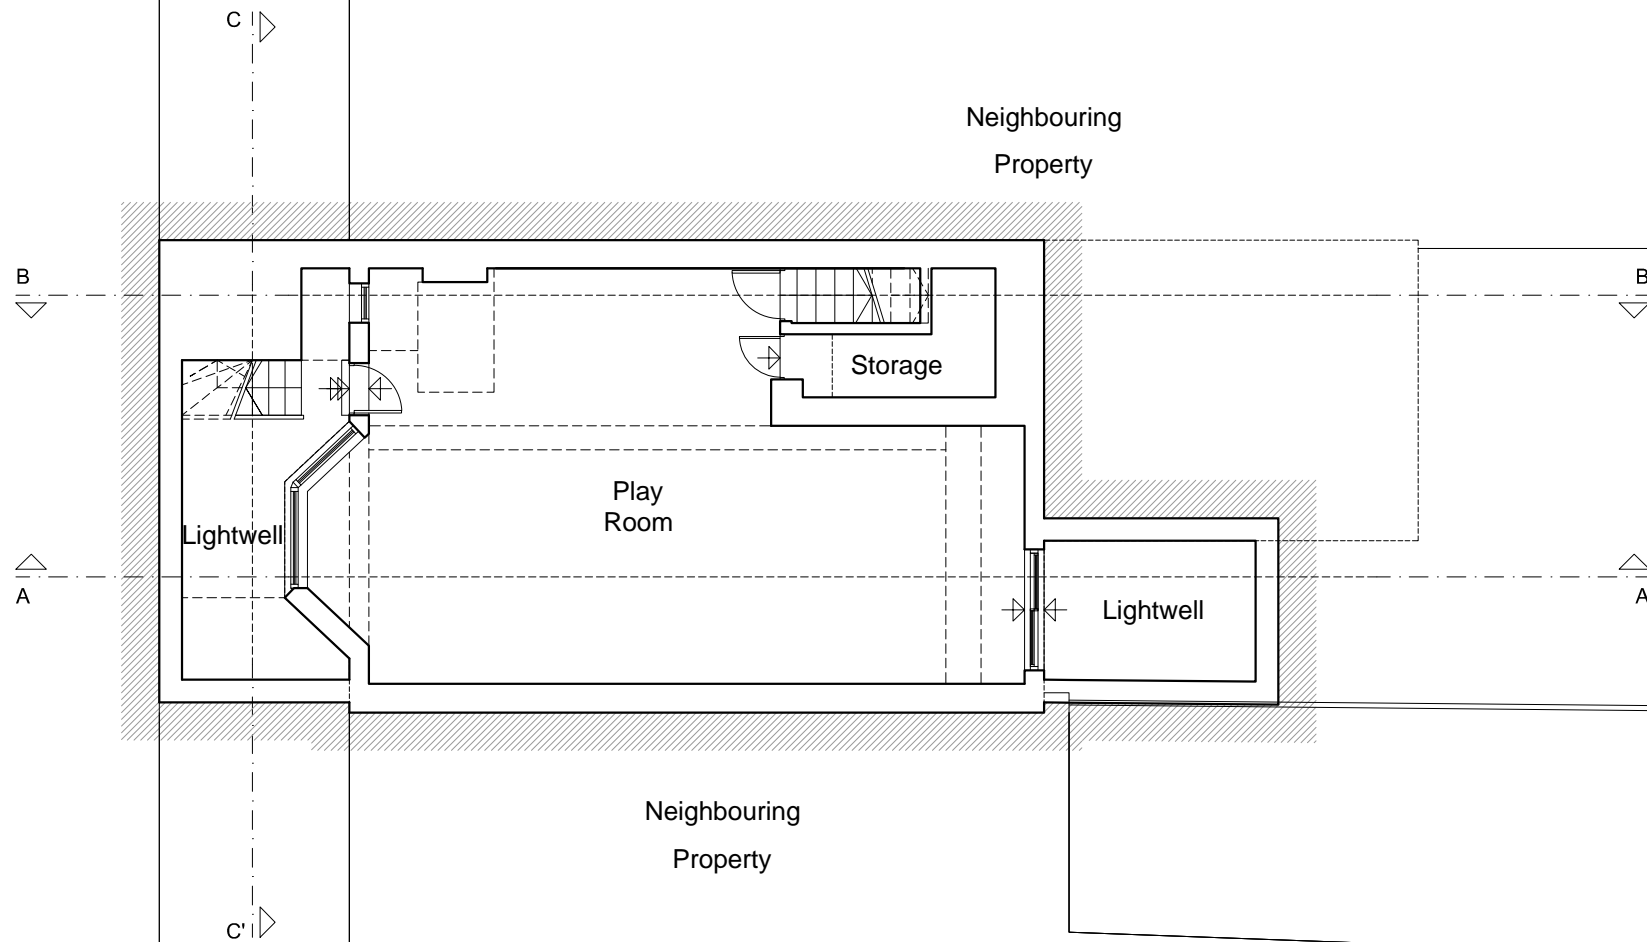 C
Neighbouring
Property
B
B
Storage
Play
Room
Lightwell
A
A
Lightwell
Neighbouring
Property
C'